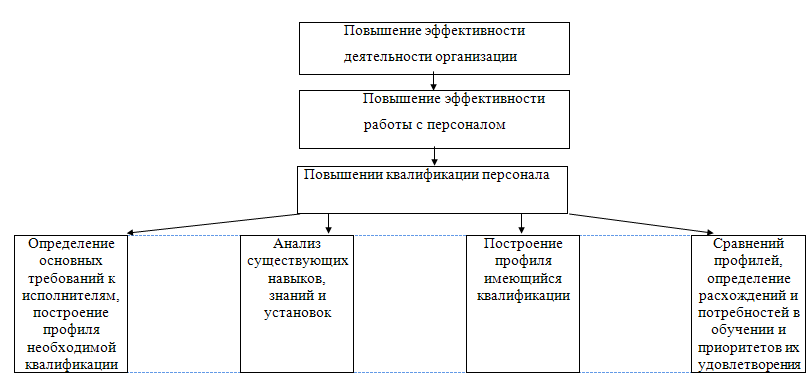 Повышение эффективности
деятельности организации
Повышение эффективности
работы с персоналом
Повышении квалификации персонала
Определение
основных
требований к
исполнителям,
построение
профиля
необходимой
квалификации
Анализ
существующих
навыков,
знаний и
установок
Построение
профиля
имеющийся
квалификации
Сравнений
профилей,
определение
расхождений и
потребностей в
обучении и
приоритетов их
удовлетворения